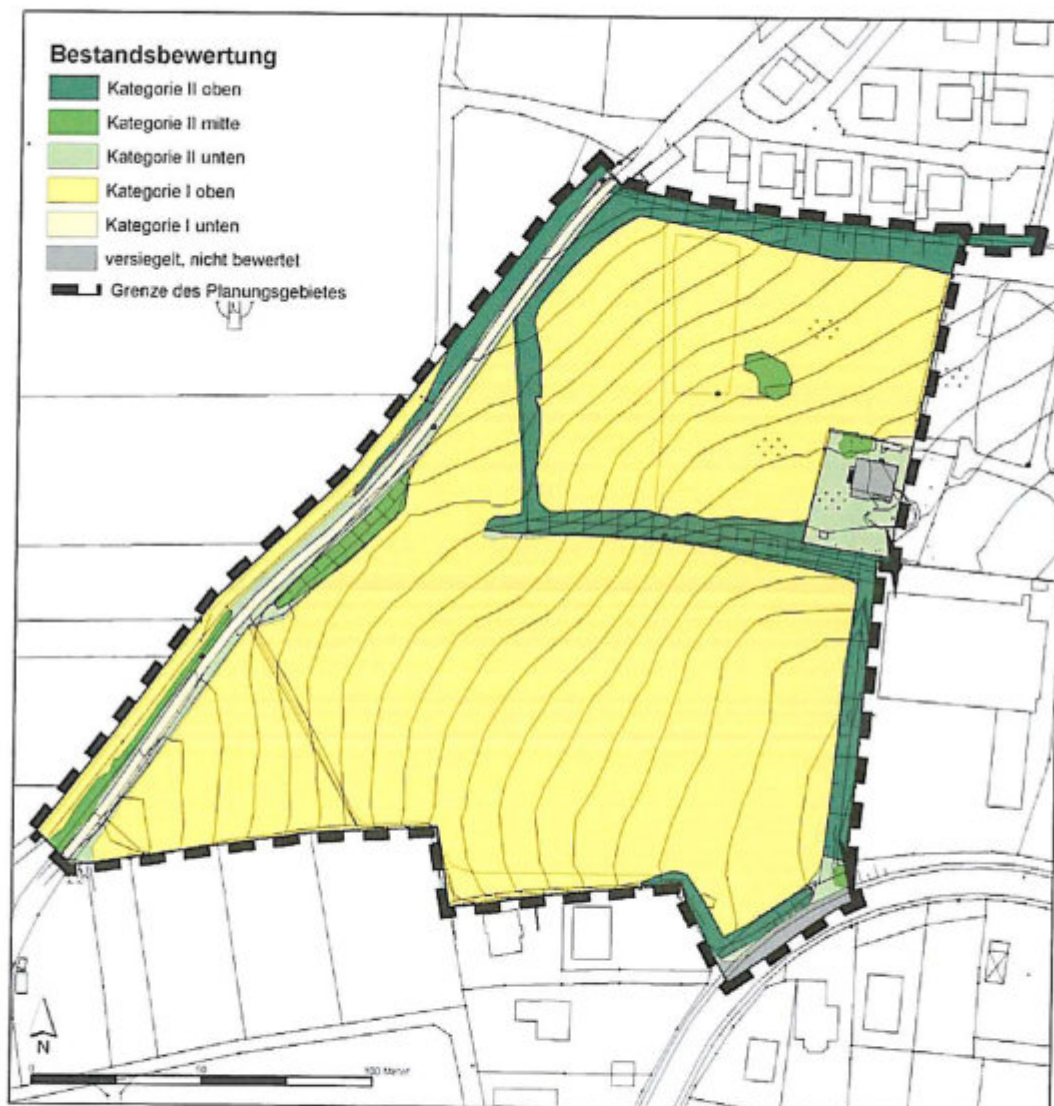 Bestandsbewertung
Kategorie II oben
Kategorie II mitte
Kategorie II unten
Kategorie I oben
Kategorie I unten
versiegelt, nicht bewertet
Grenze des Planungsgebietes
N
0